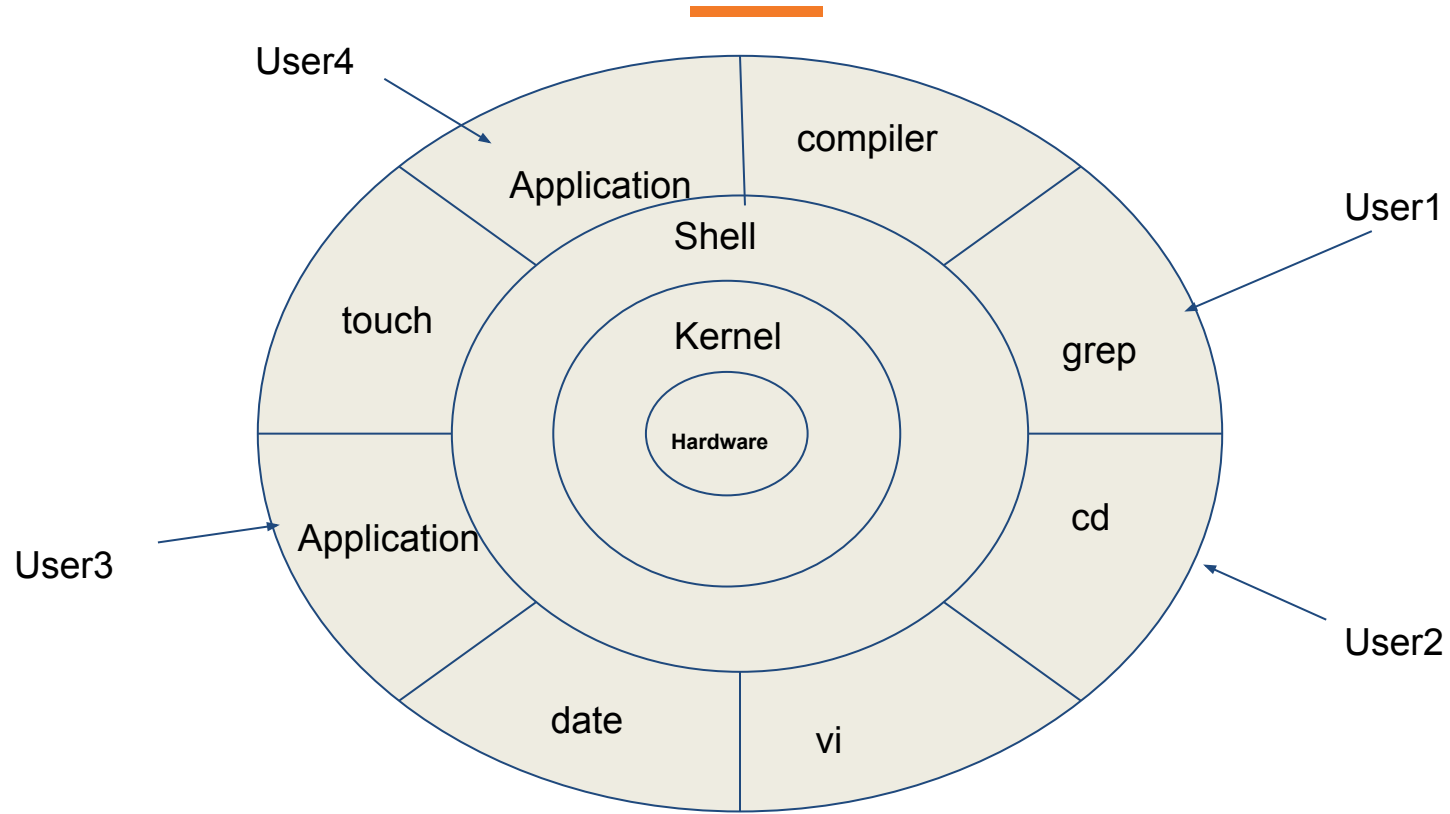 User4
compiler
Application
User1
Shell
touch
Kernel
grep
Hardware
cd
Application
User3
User2
date
vi